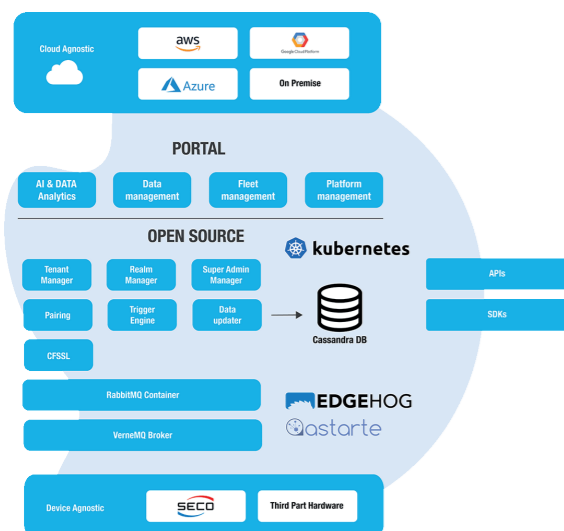 Cloud Agnostic
aws
Google Cloud Platform
Azure
On Premise
PORTAL
AI & DATA
Analytics
Data
management
Fleet
management
Platform
management
OPEN SOURCE
kubernetes
Tenant
Manager
Realm
Manager
Super Admin
Manager
APIs
Pairing
Trigger
Engine
Data
updater
Cassandra DB
SDKs
CFSSL
RabbitMQ Container
EDGEHOG
astarte
VerneMQ Broker
Device Agnostic
SECO
Third Part Hardware